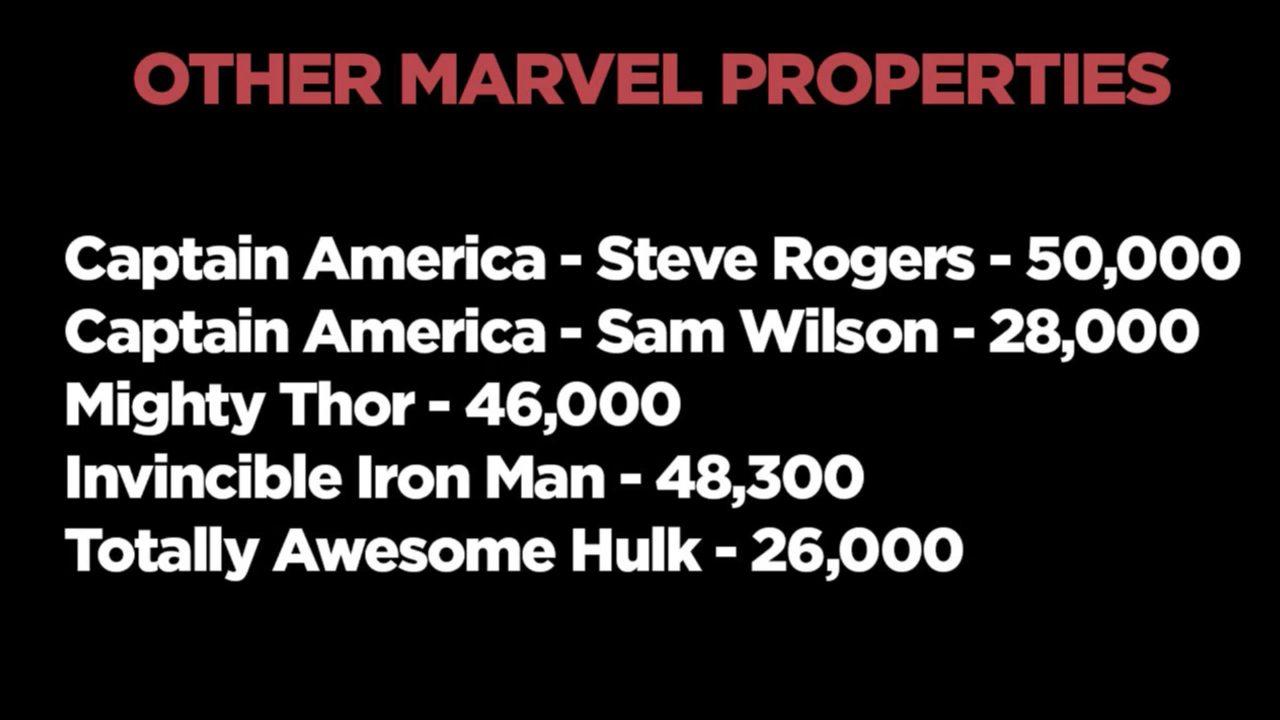 OTHER MARVEL PROPERTIES
Captain America - Steve Rogers - 50,000
Captain America - Sam Wilson - 28,000
Mighty Thor - 46,000
Invincible Iron Man - 48,300
Totally Awesome Hulk - 26,000